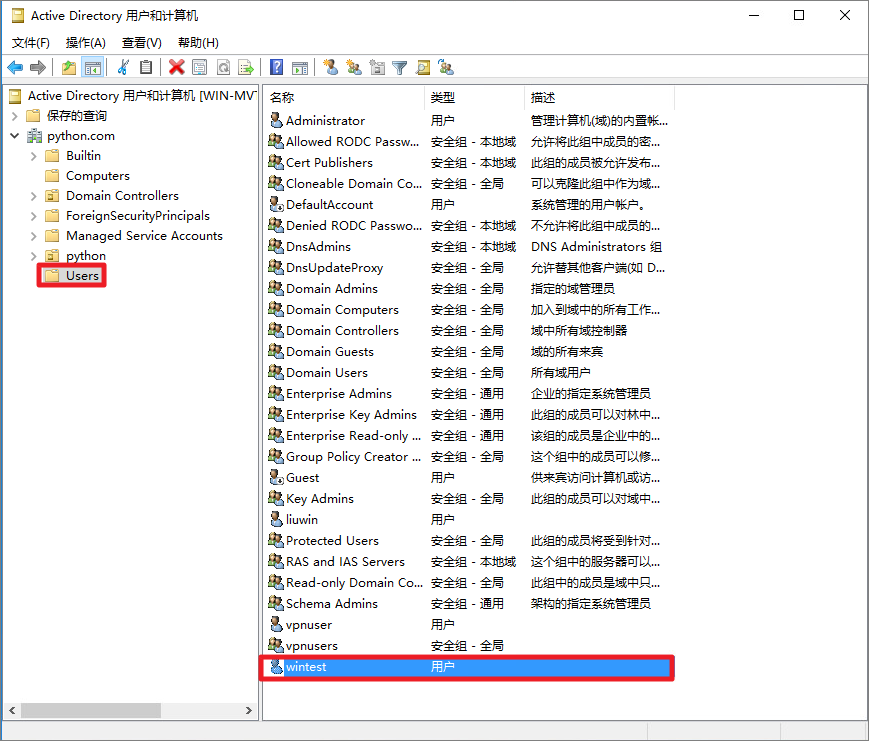 Active Directory 用户和计算机
文件(F) 操作(A) 查看(V) 帮助(H)
Active Directory 用户和计算机 [WIN-MV
保存的查询
python.com
Builtin
Computers
Domain Controllers
ForeignSecurityPrincipals
Managed Service Accounts
python
Users
名称 类型 描述
Administrator 用户 管理计算机(域)的内置帐...
Allowed RODC Passw... 安全组 - 本地域 允许将此组中成员的密...
Cert Publishers 安全组 - 本地域 此组的成员被允许发布...
Cloneable Domain Co... 安全组 - 全局 可以克隆此组中作为域...
DefaultAccount 用户 系统管理的用户帐户。
Denied RODC Passwo... 安全组 - 本地域 不允许将此组中成员的...
DnsAdmins 安全组 - 本地域 DNS Administrators 组
DnsUpdateProxy 安全组 - 全局 允许替其他客户端(如 D...
Domain Admins 安全组 - 全局 指定的域管理员
Domain Computers 安全组 - 全局 加入到域中的所有工作...
Domain Controllers 安全组 - 全局 域中所有域控制器
Domain Guests 安全组 - 全局 域的所有来宾
Domain Users 安全组 - 全局 所有域用户
Enterprise Admins 安全组 - 通用 企业的指定系统管理员
Enterprise Key Admins 安全组 - 通用 此组的成员可以对林中...
Enterprise Read-only ... 安全组 - 通用 该组的成员是企业中的...
Group Policy Creator ... 安全组 - 全局 这个组中的成员可以修...
Guest 用户 供来宾访问计算机或访...
Key Admins 安全组 - 全局 此组的成员可以对域中...
liuwin 用户
Protected Users 安全组 - 全局 此组的成员将受到针对...
RAS and IAS Servers 安全组 - 本地域 这个组中的服务器可以...
Read-only Domain Co... 安全组 - 全局 此组中的成员是域中只...
Schema Admins 安全组 - 通用 架构的指定系统管理员
vpnuser 用户
vpnusers 安全组 - 全局
wintest 用户